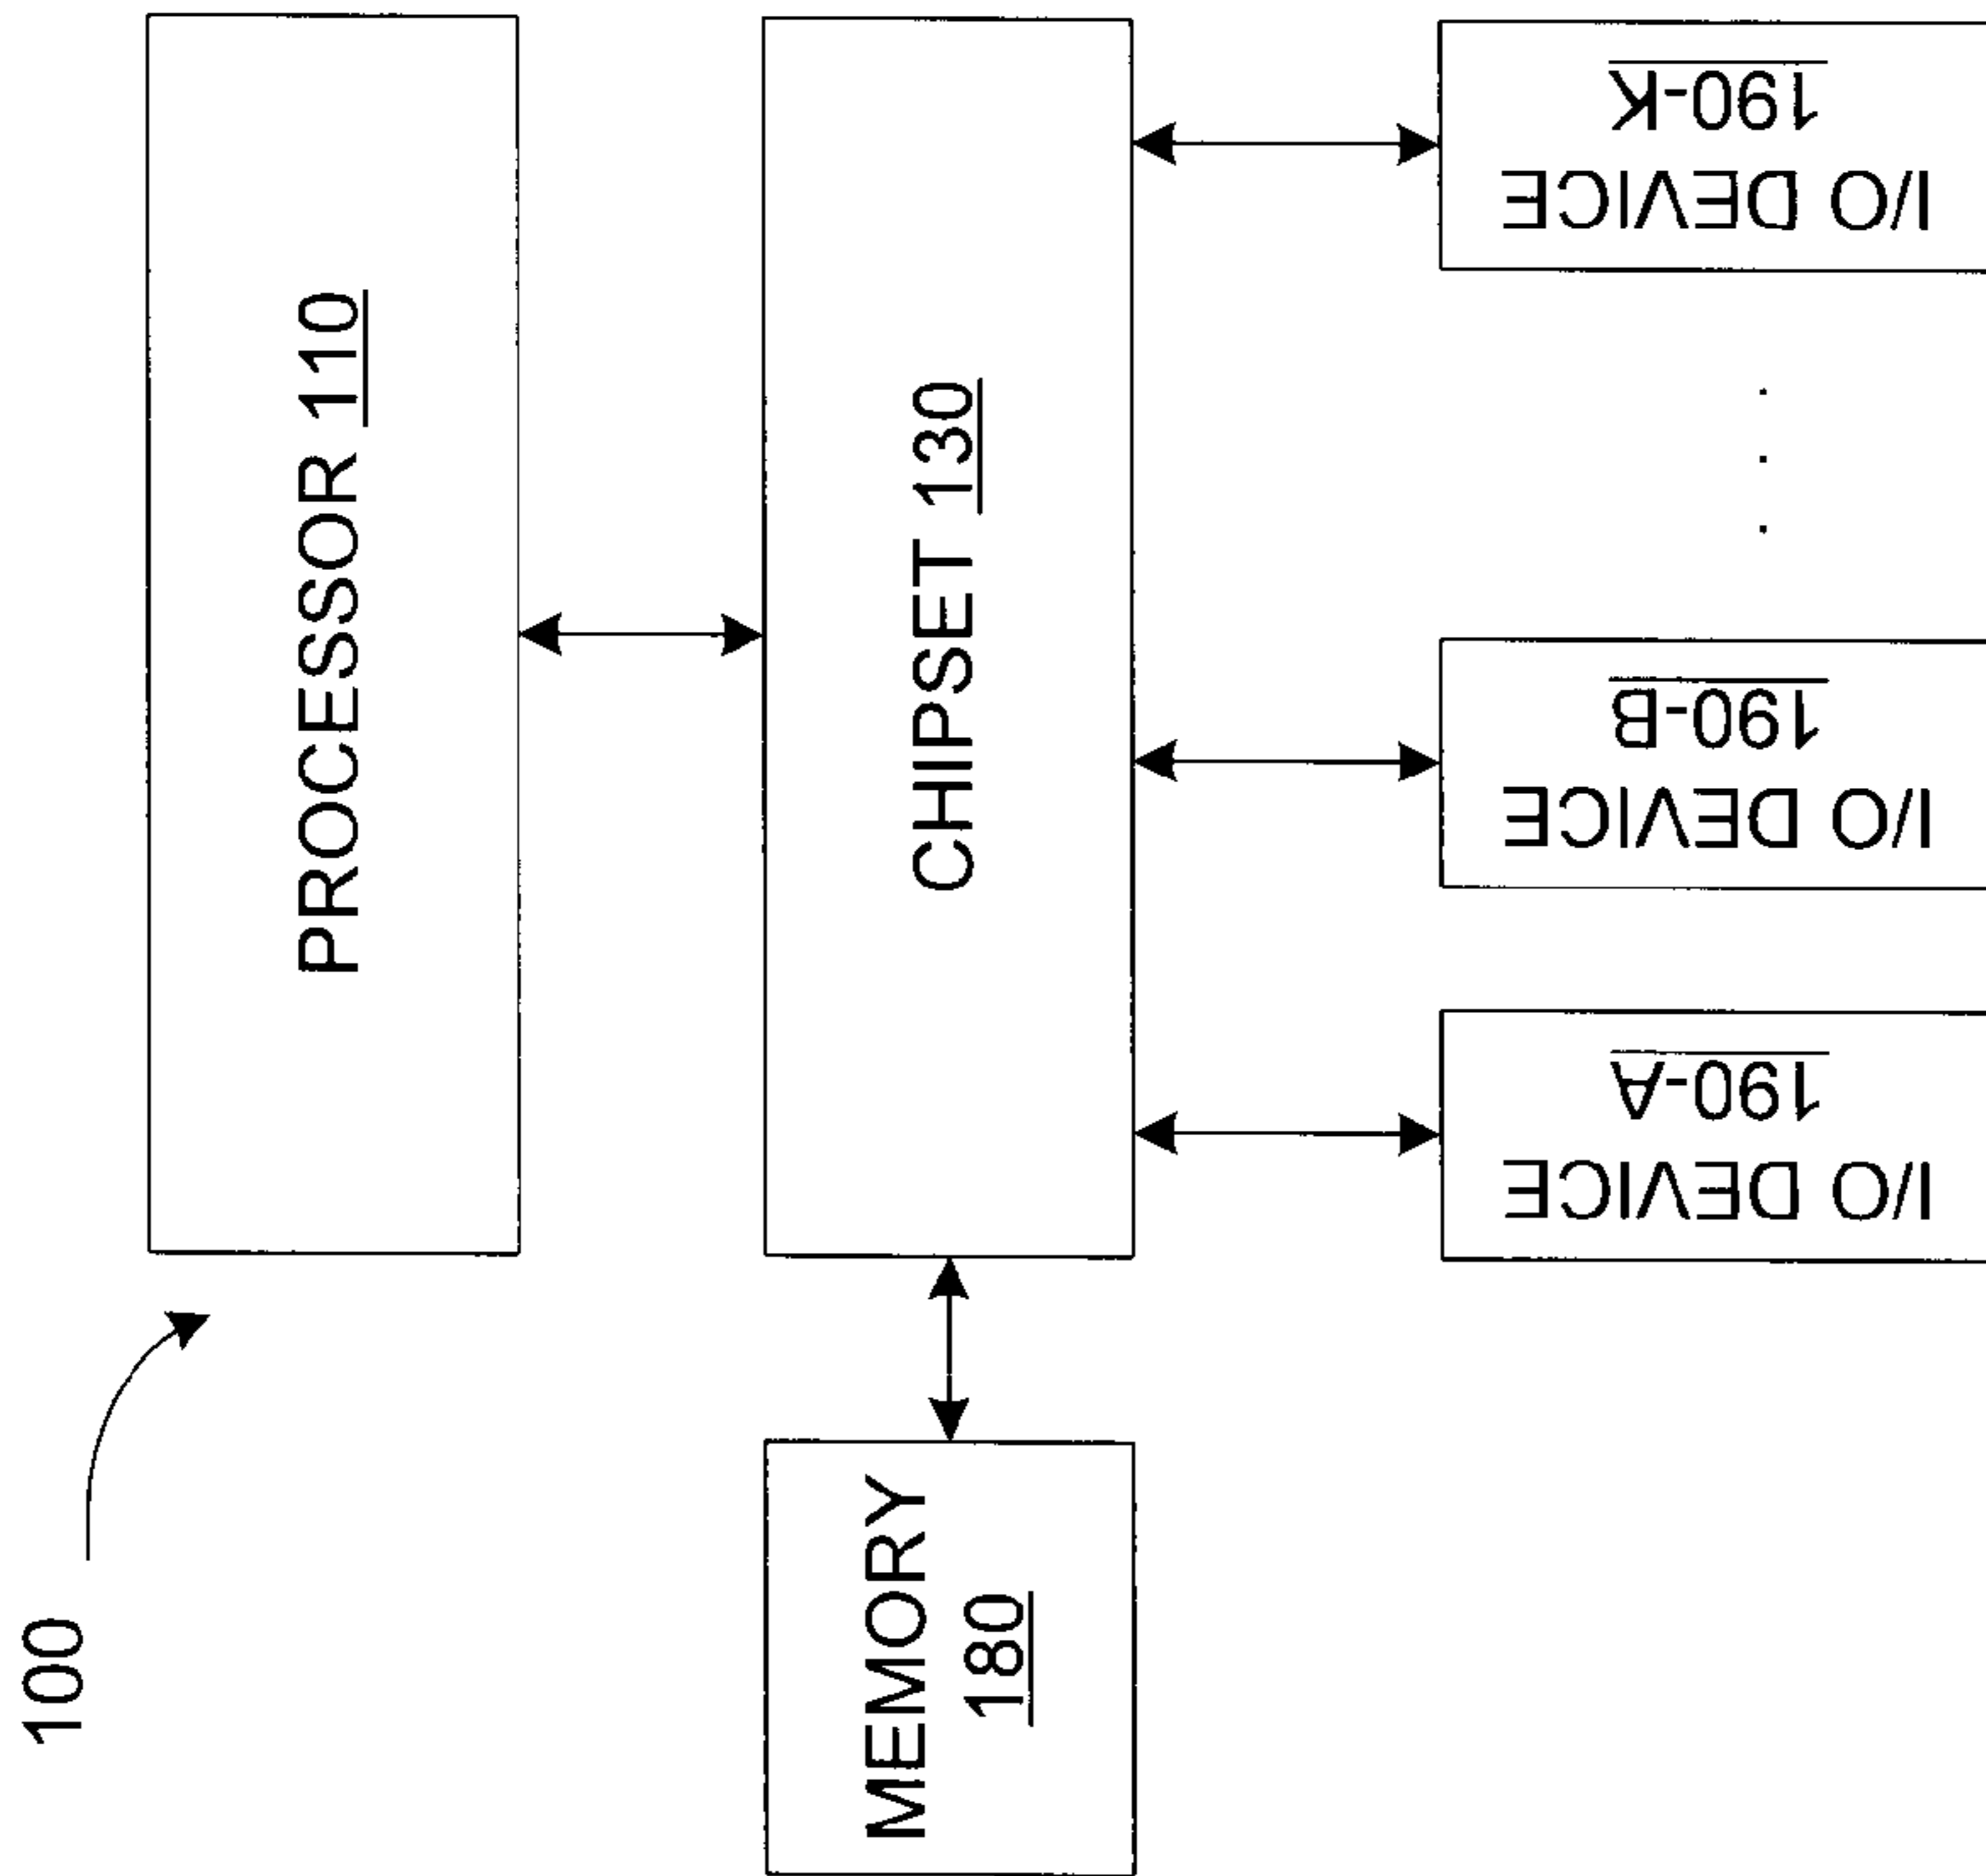 100
PROCESSOR 110
MEMORY
180
CHIPSET 130
I/O DEVICE
190-A
I/O DEVICE
190-B
. . .
I/O DEVICE
190-K